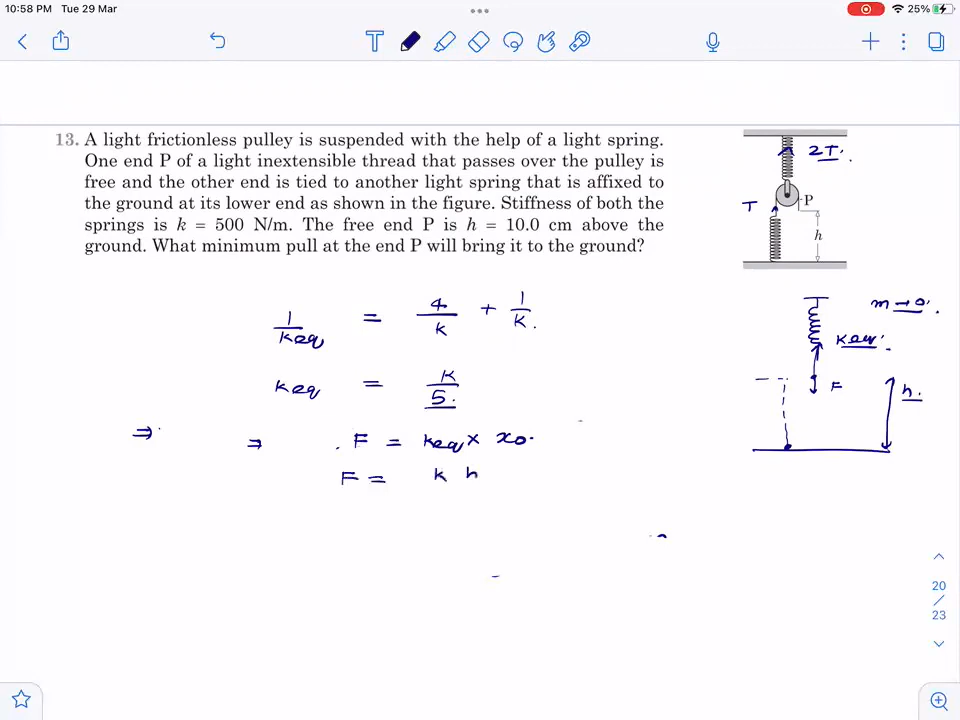 10:58 PM Tue 29 Mar
25%
13. A light frictionless pulley is suspended with the help of a light spring.
One end P of a light inextensible thread that passes over the pulley is
free and the other end is tied to another light spring that is affixed to
the ground at its lower end as shown in the figure. Stiffness of both the
springs is k = 500 N/m. The free end P is h = 10.0 cm above the
ground. What minimum pull at the end P will bring it to the ground?
2T.
T
P
h
1/keq = 4/k + 1/k.
keq = k/5.
⇒ ⇒ . F = keq × x0.
F = k h
m→0.
keq.
F
h.
20
/
23